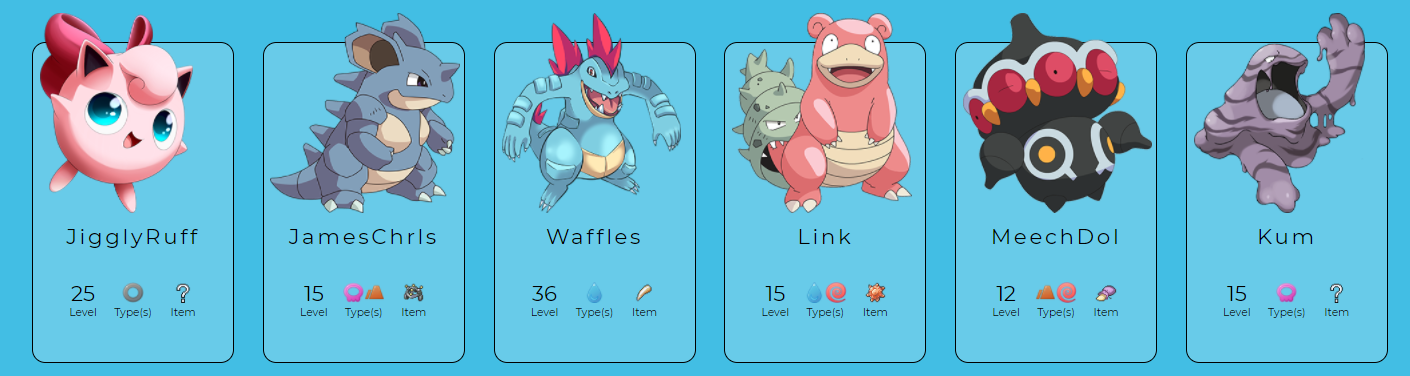 JigglyRuff
25
Level Type(s) Item
JamesChrIs
15
Level Type(s) Item
Waffles
36
Level Type(s) Item
Link
15
Level Type(s) Item
MeechDol
12
Level Type(s) Item
Kum
15
Level Type(s) Item